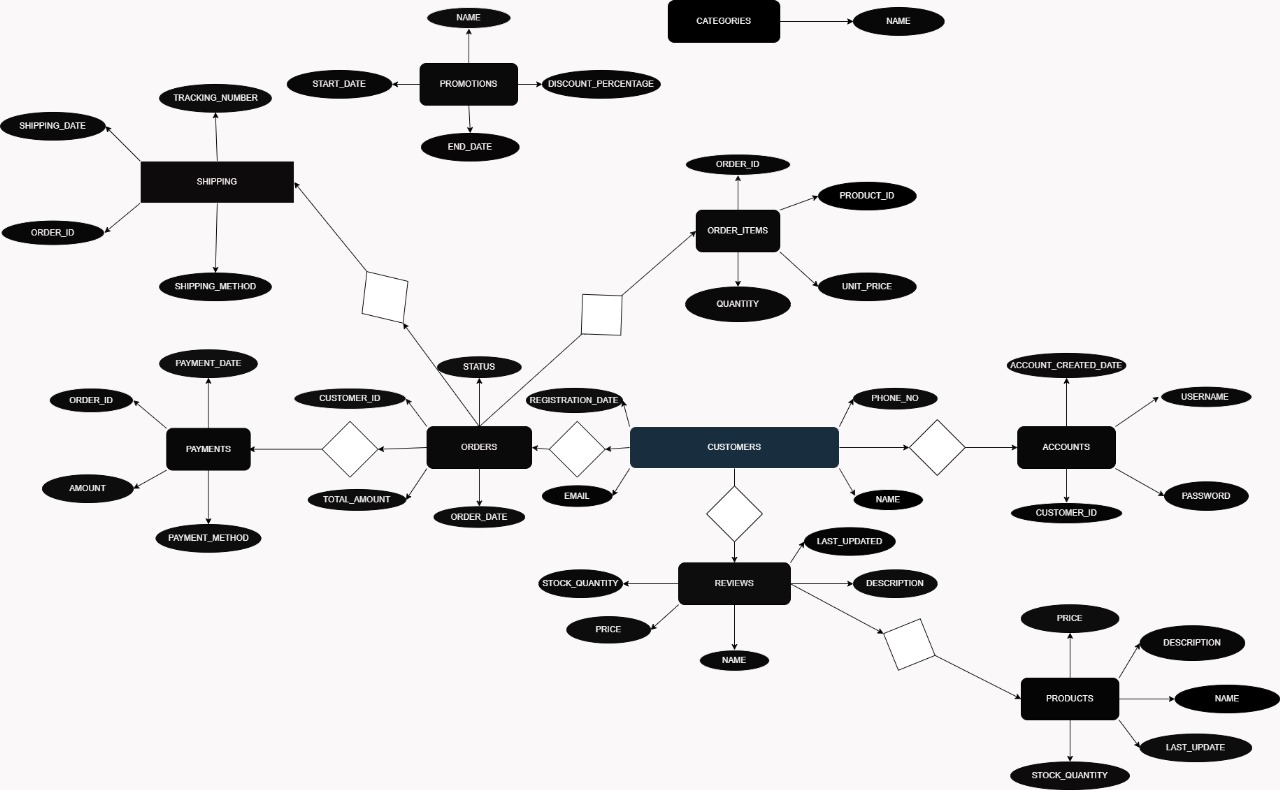 NAME
CATEGORIES
NAME
START_DATE
PROMOTIONS
DISCOUNT_PERCENTAGE
TRACKING_NUMBER
SHIPPING_DATE
END_DATE
ORDER_ID
SHIPPING
PRODUCT_ID
ORDER_ID
ORDER_ITEMS
SHIPPING_METHOD
UNIT_PRICE
QUANTITY
PAYMENT_DATE
STATUS
ACCOUNT_CREATED_DATE
ORDER_ID
CUSTOMER_ID
REGISTRATION_DATE
PHONE_NO
USERNAME
PAYMENTS
ORDERS
CUSTOMERS
ACCOUNTS
AMOUNT
TOTAL_AMOUNT
EMAIL
NAME
PASSWORD
PAYMENT_METHOD
ORDER_DATE
CUSTOMER_ID
LAST_UPDATED
STOCK_QUANTITY
REVIEWS
DESCRIPTION
PRICE
PRICE
NAME
DESCRIPTION
PRODUCTS
NAME
LAST_UPDATE
STOCK_QUANTITY